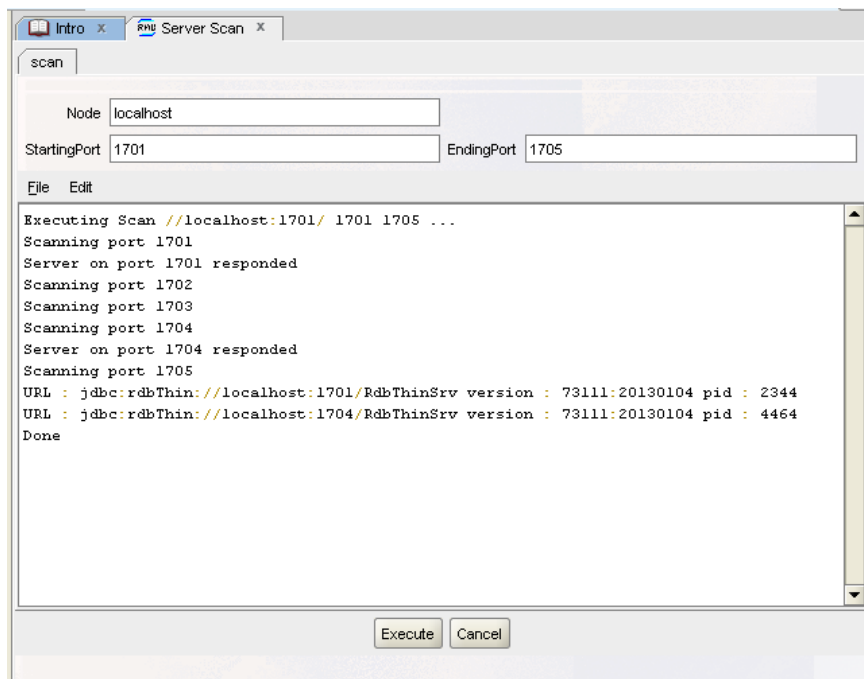 Intro x RMU Server Scan x
scan
Node localhost
StartingPort 1701 EndingPort 1705
File Edit
Executing Scan //localhost:1701/ 1701 1705 ...
Scanning port 1701
Server on port 1701 responded
Scanning port 1702
Scanning port 1703
Scanning port 1704
Server on port 1704 responded
Scanning port 1705
URL : jdbc:rdbThin://localhost:1701/RdbThinSrv version : 73111:20130104 pid : 2344
URL : jdbc:rdbThin://localhost:1704/RdbThinSrv version : 73111:20130104 pid : 4464
Done
Execute Cancel